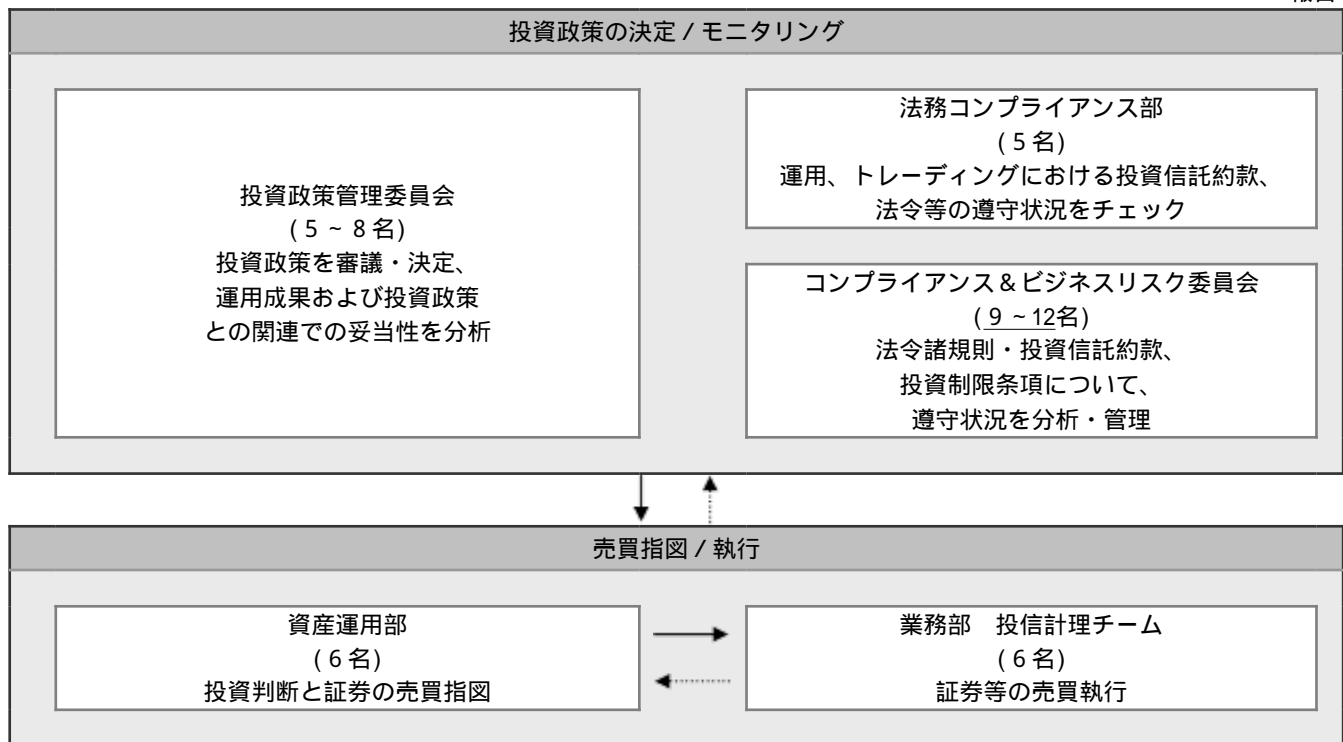 投資政策の決定 / モニタリング
投資政策管理委員会
( 5 ~ 8 名)
投資政策を審議・決定、
運用成果および投資政策
との関連での妥当性を分析
法務コンプライアンス部
( 5 名)
運用、トレーディングにおける投資信託約款、
法令等の遵守状況をチェック
コンプライアンス&ビジネスリスク委員会
( 9 ~12名)
法令諸規則・投資信託約款、
投資制限条項について、
遵守状況を分析・管理
売買指図 / 執行
資産運用部
( 6 名)
投資判断と証券の売買指図
業務部 投信計理チーム
( 6 名)
証券等の売買執行